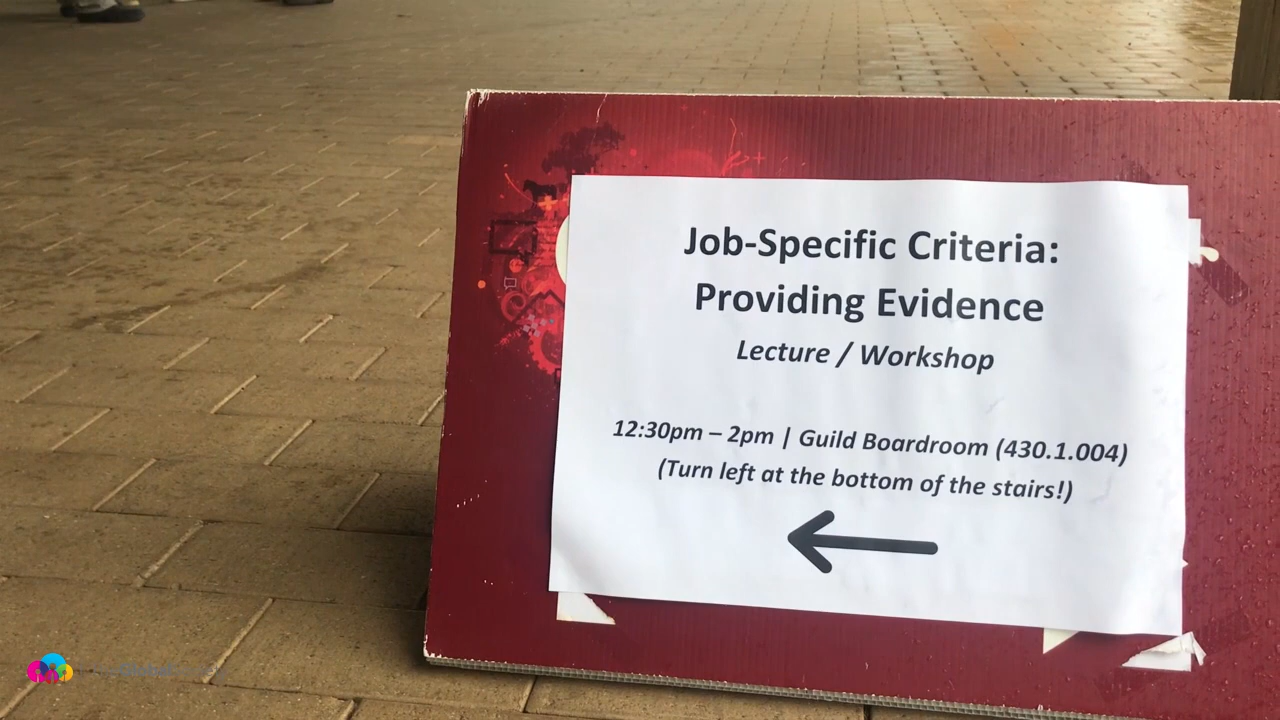 Job-Specific Criteria:
Providing Evidence
Lecture / Workshop
12:30pm – 2pm | Guild Boardroom (430.1.004)
(Turn left at the bottom of the stairs!)